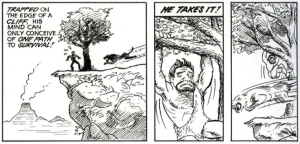 TRAPPED ON
THE EDGE OF A
CLIFF, HIS
MIND CAN
ONLY CONCEIVE
OF ONE PATH
TO SURVIVAL!
HE TAKES IT!